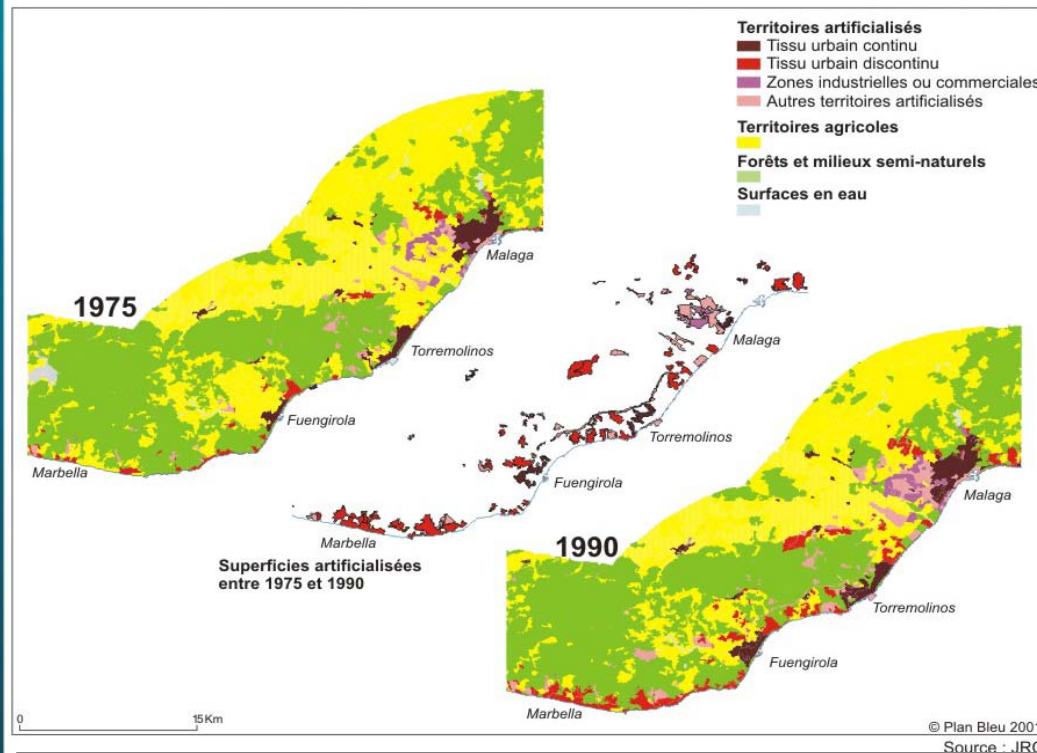 Territoires artificialisés
Tissu urbain continu
Tissu urbain discontinu
Zones industrielles ou commerciales
Autres territoires artificialisés
Territoires agricoles
Forêts et milieux semi-naturels
Surfaces en eau
1975
Malaga
Torremolinos
Fuengirola
Marbella
Malaga
Torremolinos
Fuengirola
Marbella
Superficies artificialisées
entre 1975 et 1990
1990
Malaga
Torremolinos
Fuengirola
Marbella
0 15 Km
© Plan Bleu 2001
Source : JRC